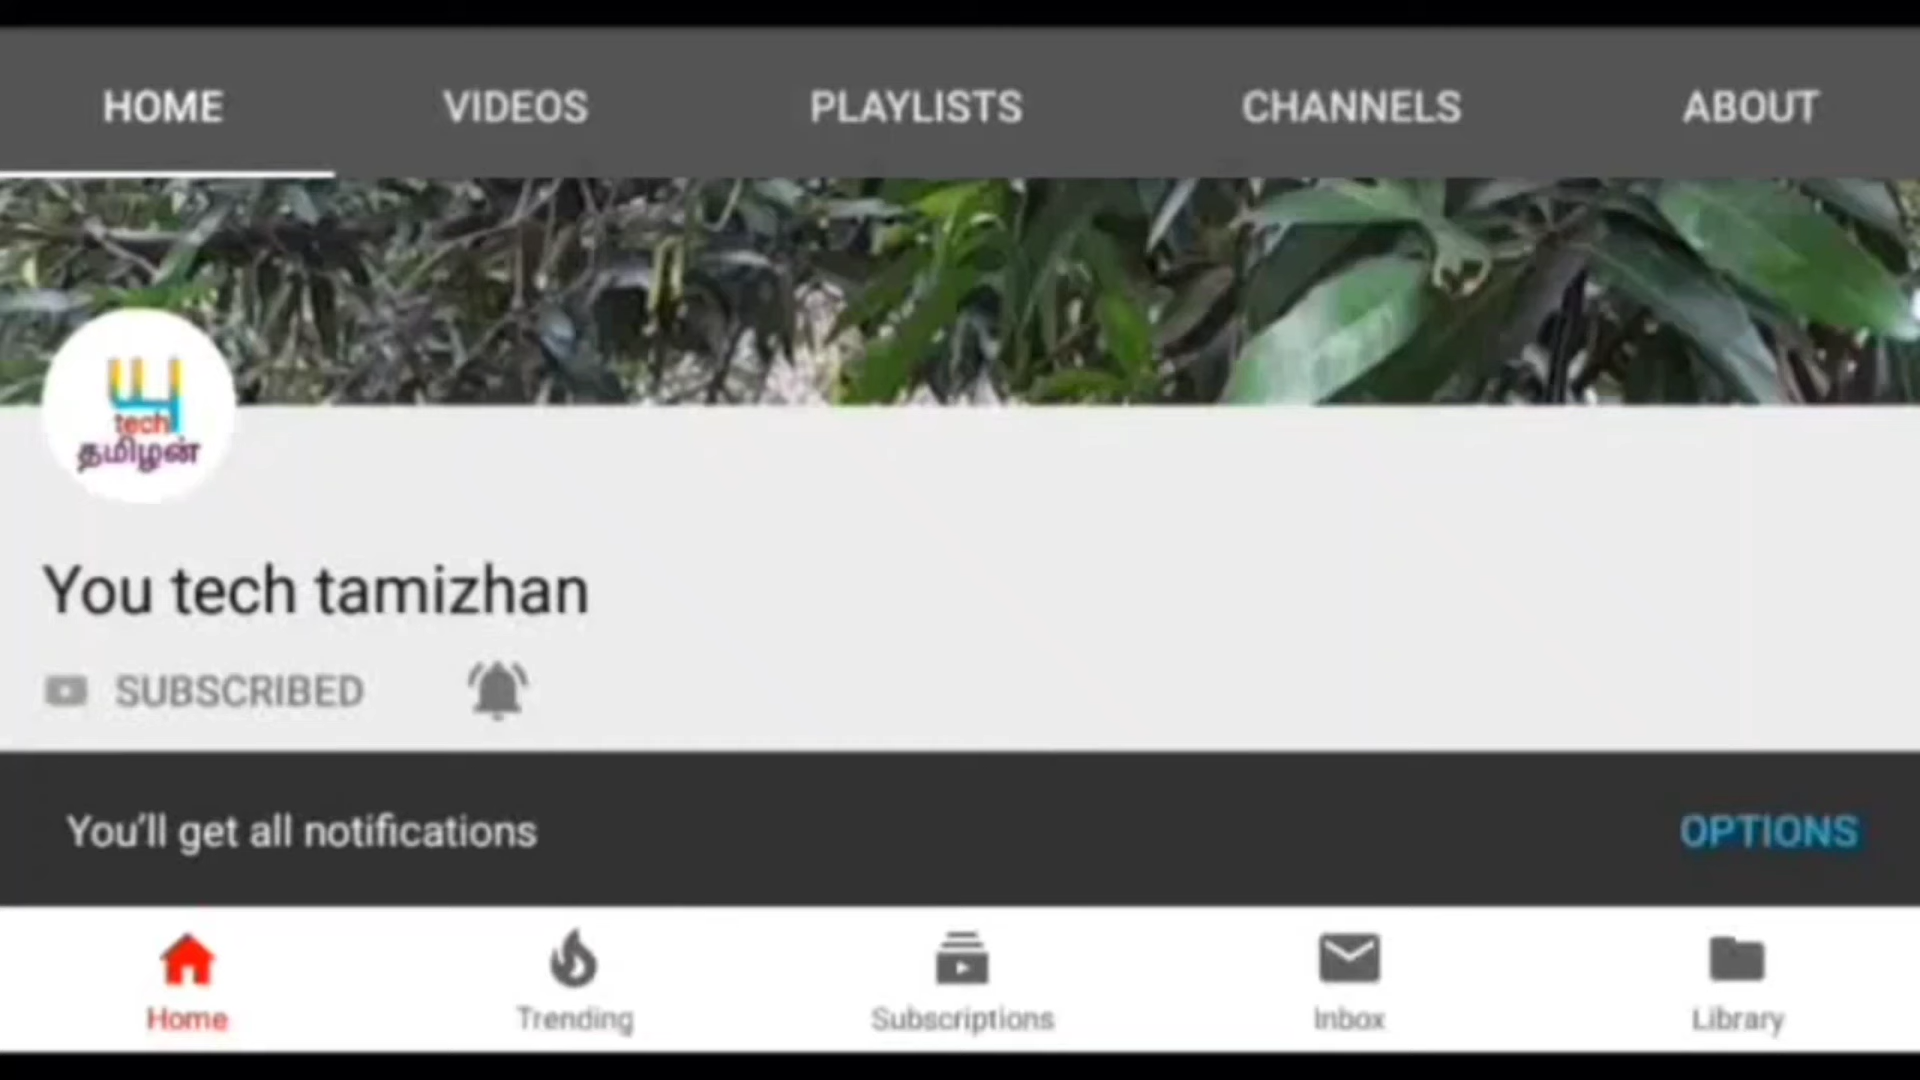 HOME VIDEOS PLAYLISTS CHANNELS ABOUT
tech
தமிழன்
You tech tamizhan
SUBSCRIBED
You'll get all notifications OPTIONS
Home Trending Subscriptions Inbox Library